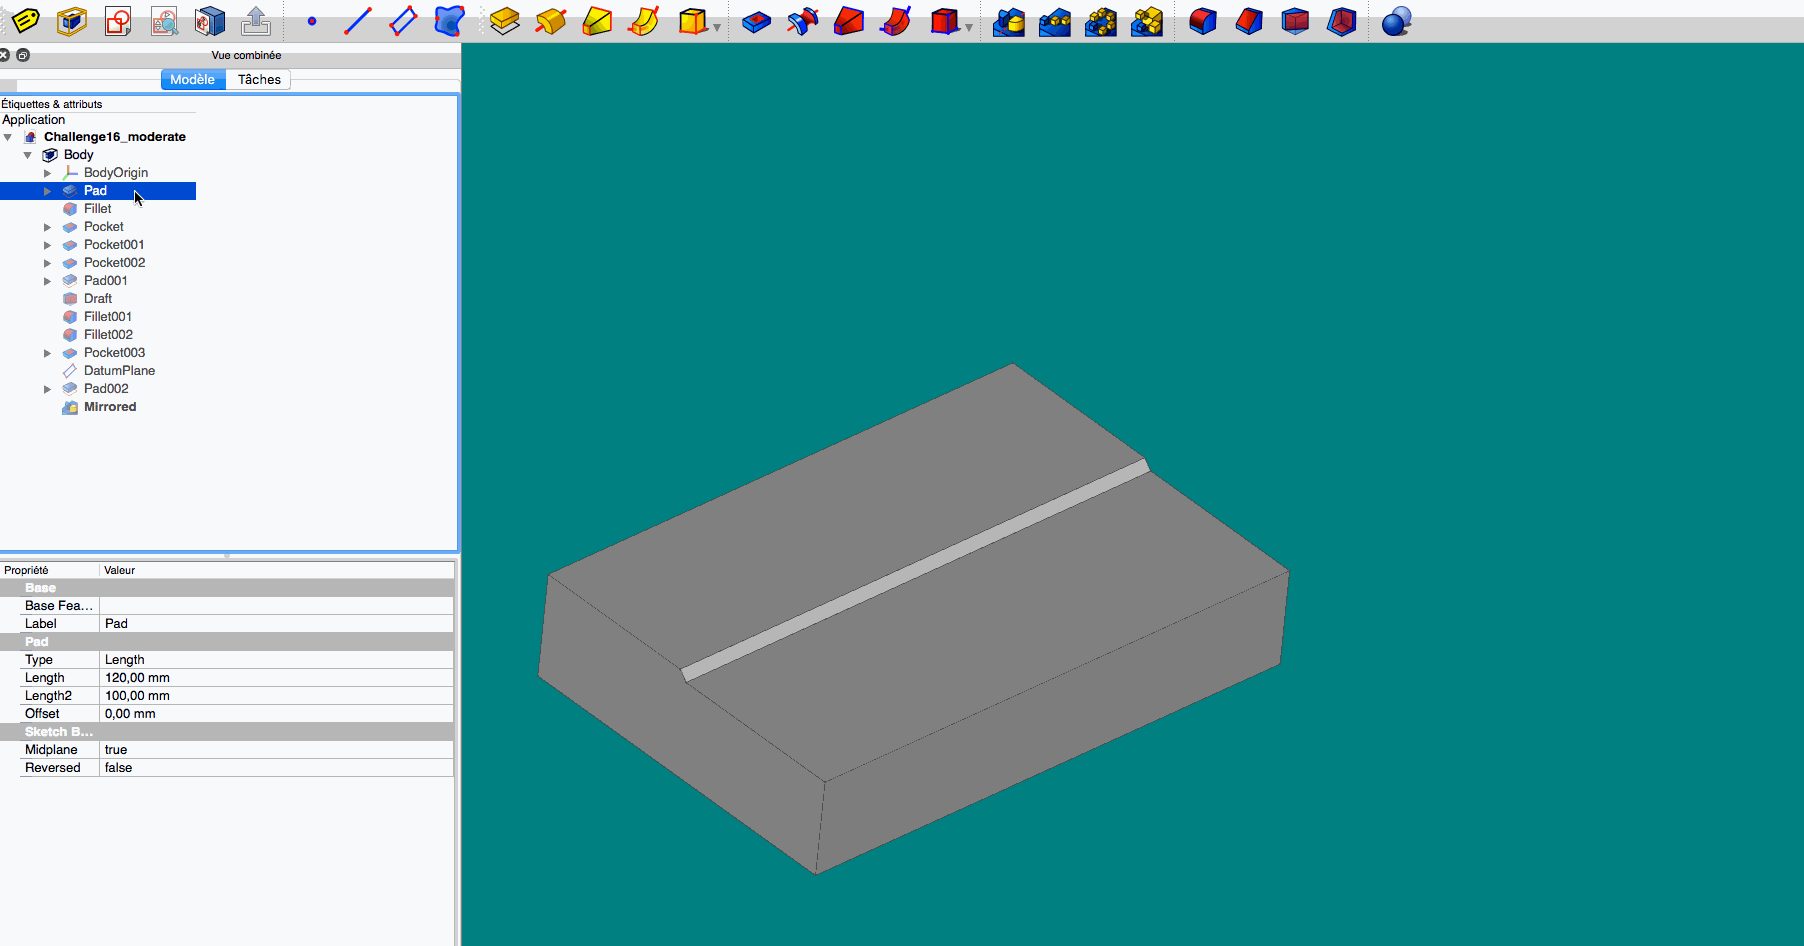 Vue combinée
Modèle Tâches
Étiquettes & attributs
Application
Challenge16_moderate
Body
BodyOrigin
Pad
Fillet
Pocket
Pocket001
Pocket002
Pad001
Draft
Fillet001
Fillet002
Pocket003
DatumPlane
Pad002
Mirrored
Propriété Valeur
Base
Base Fea...
Label Pad
Pad
Type Length
Length 120,00 mm
Length2 100,00 mm
Offset 0,00 mm
Sketch B...
Midplane true
Reversed false